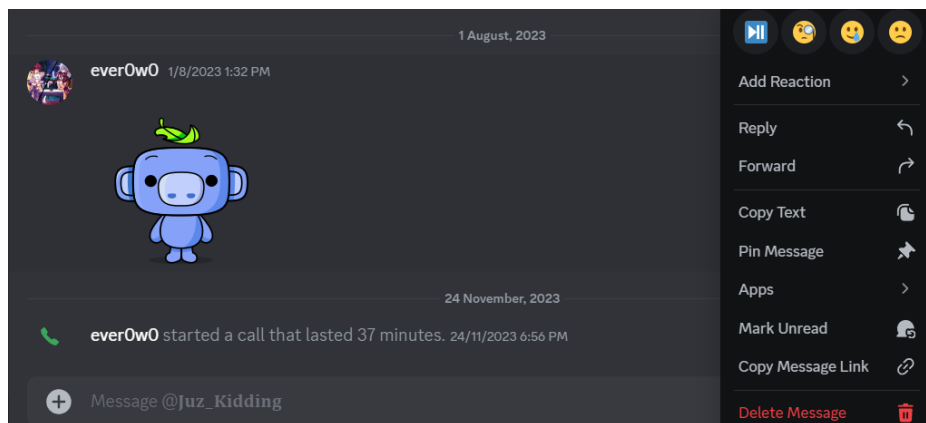 1 August, 2023
ever0w0 1/8/2023 1:32 PM
24 November, 2023
ever0w0 started a call that lasted 37 minutes. 24/11/2023 6:56 PM
Message @Juz_Kidding
Add Reaction
Reply
Forward
Copy Text
Pin Message
Apps
Mark Unread
Copy Message Link
Delete Message